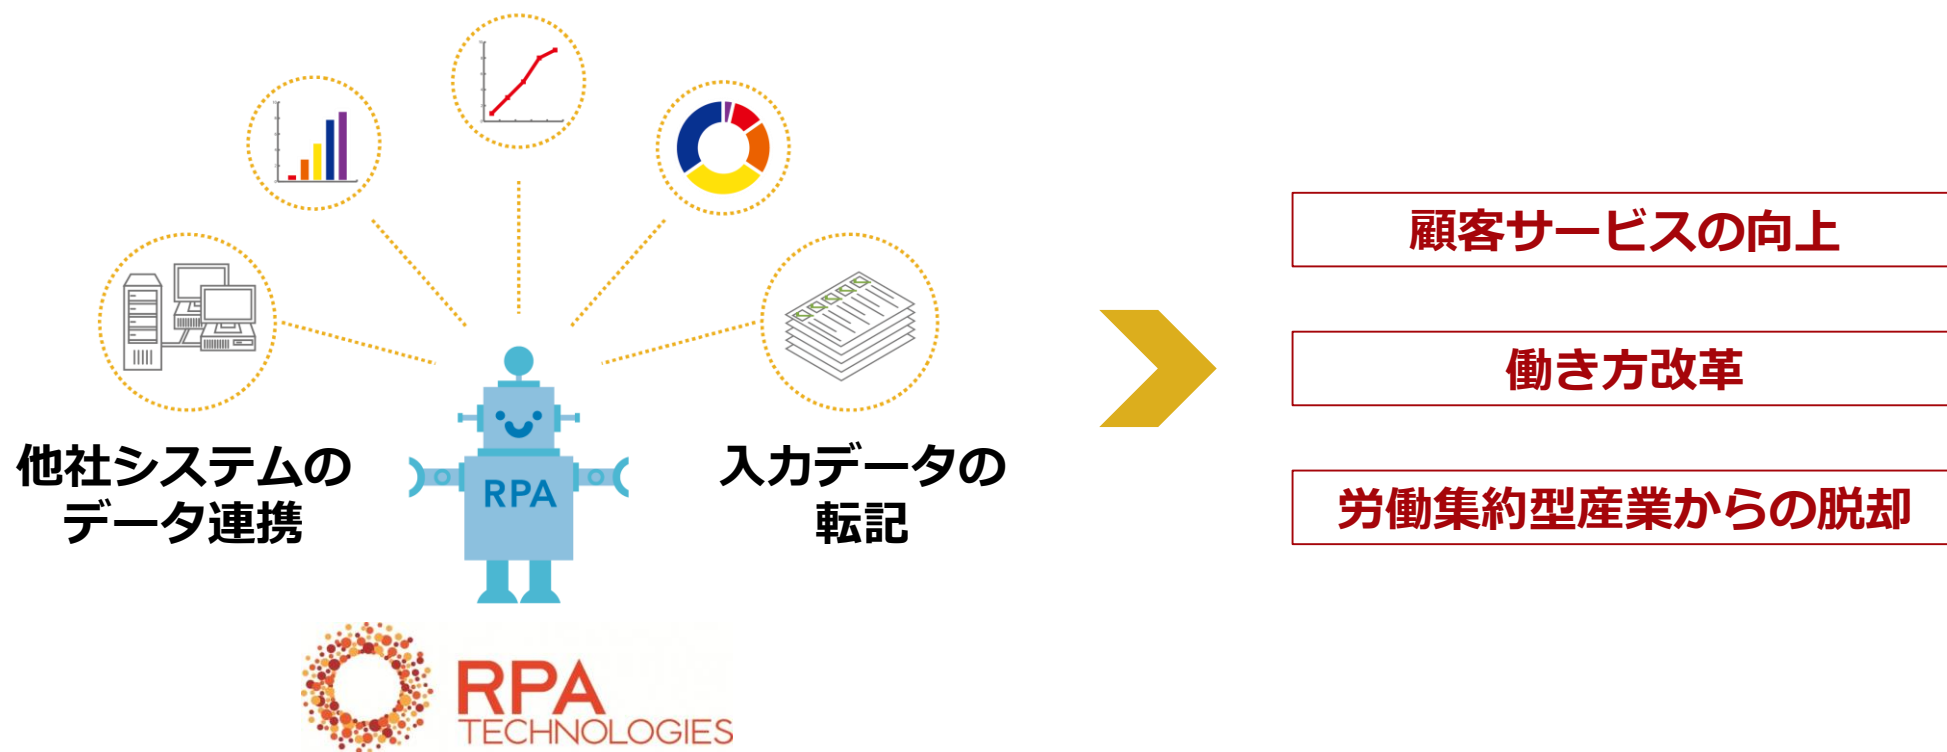 他社システムの
データ連携
RPA
入力データの
転記
RPA
TECHNOLOGIES
顧客サービスの向上
働き方改革
労働集約型産業からの脱却